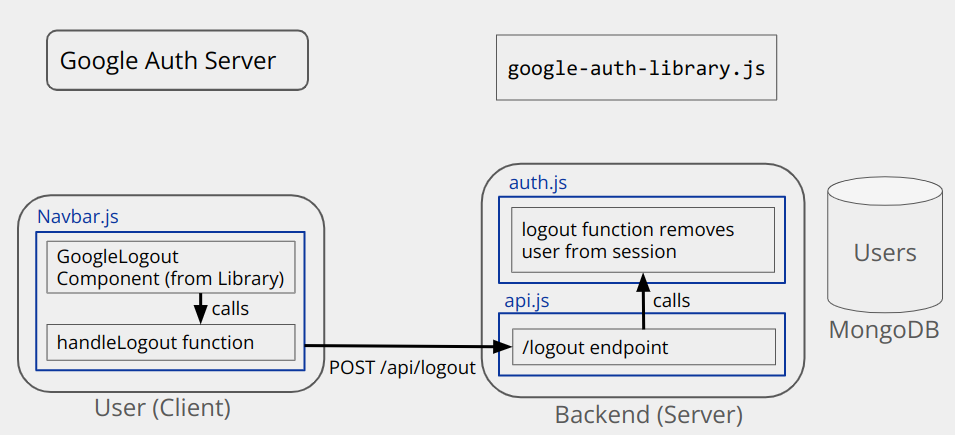 Google Auth Server
google-auth-library.js
Navbar.js
GoogleLogout
Component (from Library)
calls
handleLogout function
User (Client)
POST /api/logout
auth.js
logout function removes
user from session
api.js
calls
/logout endpoint
Backend (Server)
Users
MongoDB